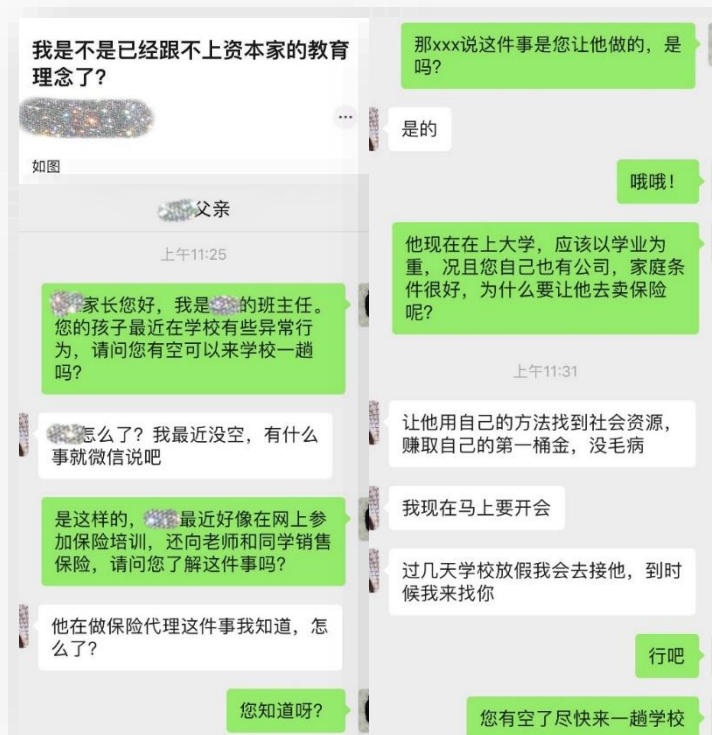 我是不是已经跟不上资本家的教育
理念了?
如图
父亲
上午11:25
家长您好，我是的班主任。
您的孩子最近在学校有些异常行
为，请问您有空可以来学校一趟
吗?
怎么了？我最近没空，有什么
事就微信说吧
是这样的，最近好像在网上参
加保险培训，还向老师和同学销售
保险，请问您了解这件事吗?
他在做保险代理这件事我知道，怎
么了?
您知道呀?
那xxx说这件事是您让他做的，是
吗?
是的
哦哦！
他现在在上大学，应该以学业为
重，况且您自己也有公司，家庭条
件很好，为什么要让他去卖保险
呢?
上午11:31
让他用自己的方法找到社会资源，
赚取自己的第一桶金，没毛病
我现在马上要开会
过几天学校放假我会去接他，到时
候我来找你
行吧
您有空了尽快来一趟学校